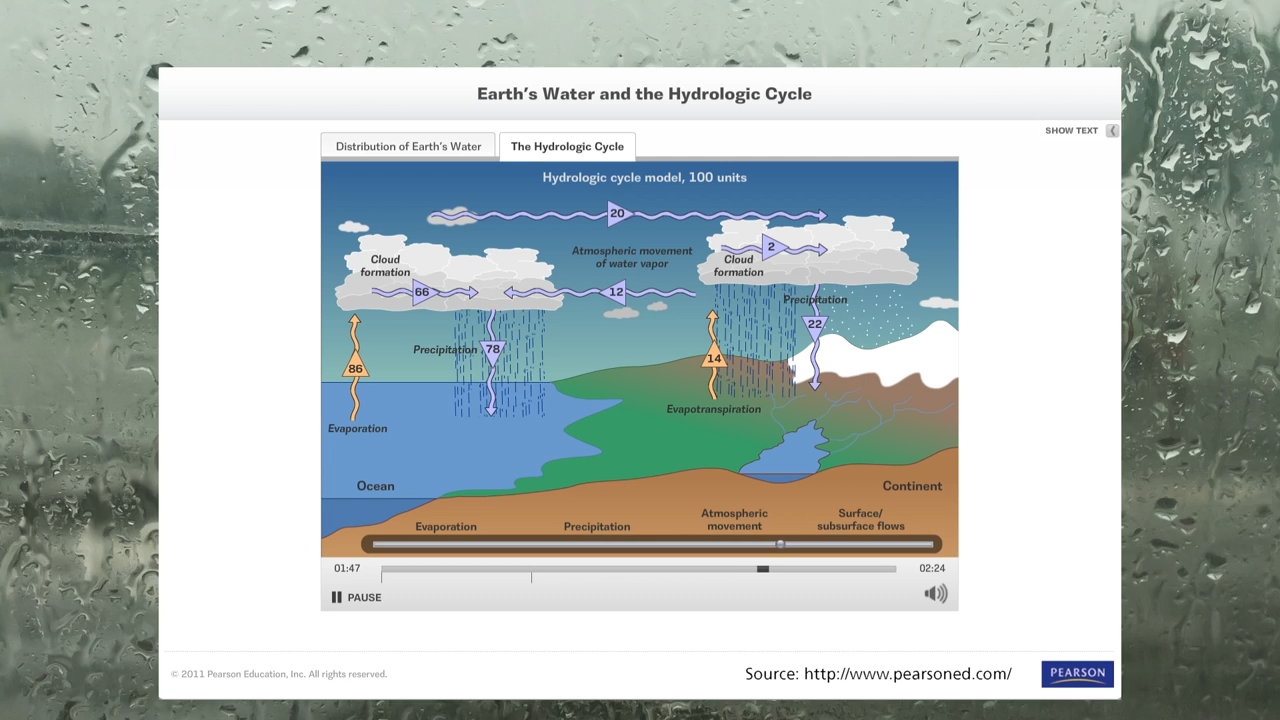 Earth's Water and the Hydrologic Cycle
SHOW TEXT
Distribution of Earth's Water
The Hydrologic Cycle
Hydrologic cycle model, 100 units
20
2
Atmospheric movement
of water vapor
Cloud
formation
Cloud
formation
66
12
Precipitation
22
78
Precipitation
86
14
Evapotranspiration
Evaporation
Ocean
Continent
Evaporation
Precipitation
Atmospheric
movement
Surface/
subsurface flows
01:47
02:24
PAUSE
© 2011 Pearson Education, Inc. All rights reserved.
Source: http://www.pearsoned.com/
PEARSON